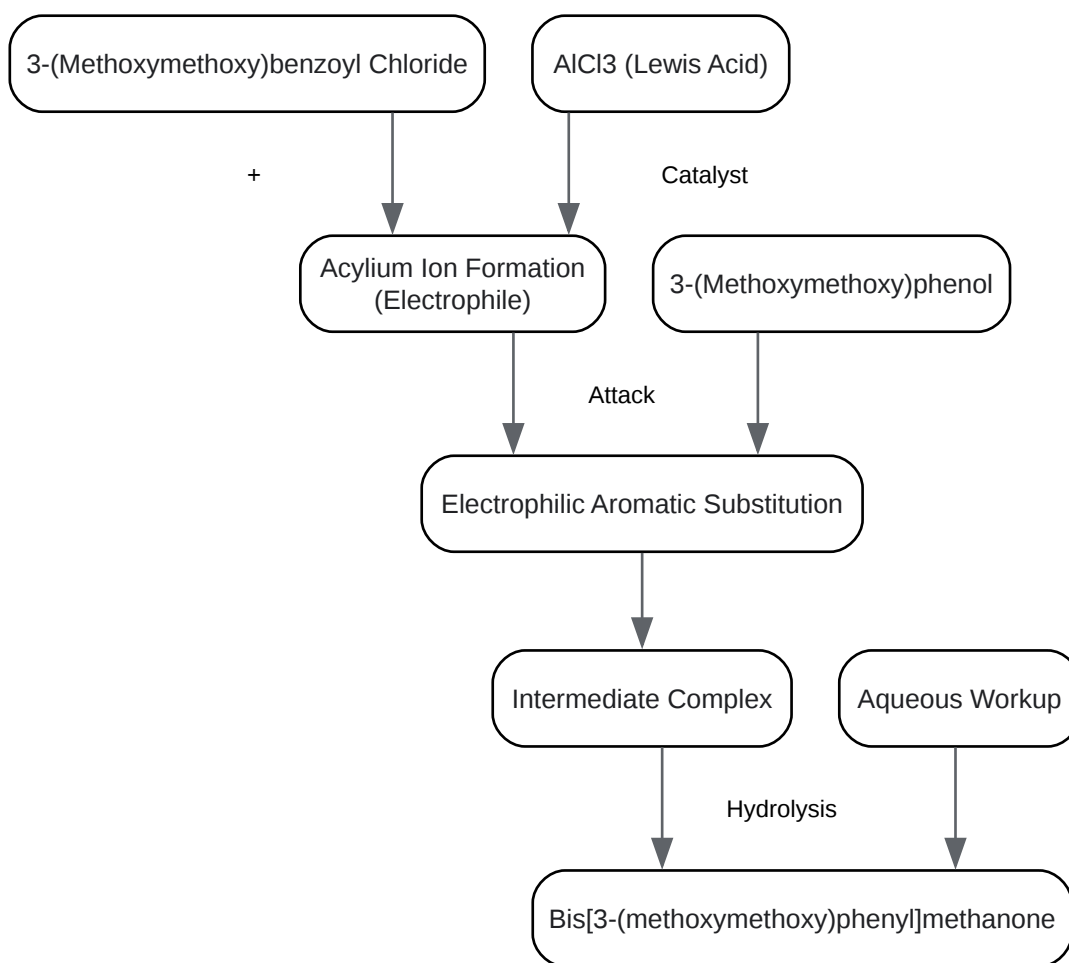 3-(Methoxymethoxy)benzoyl Chloride
AlCl3 (Lewis Acid)
+
Catalyst
Acylium Ion Formation
(Electrophile)
3-(Methoxymethoxy)phenol
Attack
Electrophilic Aromatic Substitution
Intermediate Complex
Aqueous Workup
Hydrolysis
Bis[3-(methoxymethoxy)phenyl]methanone